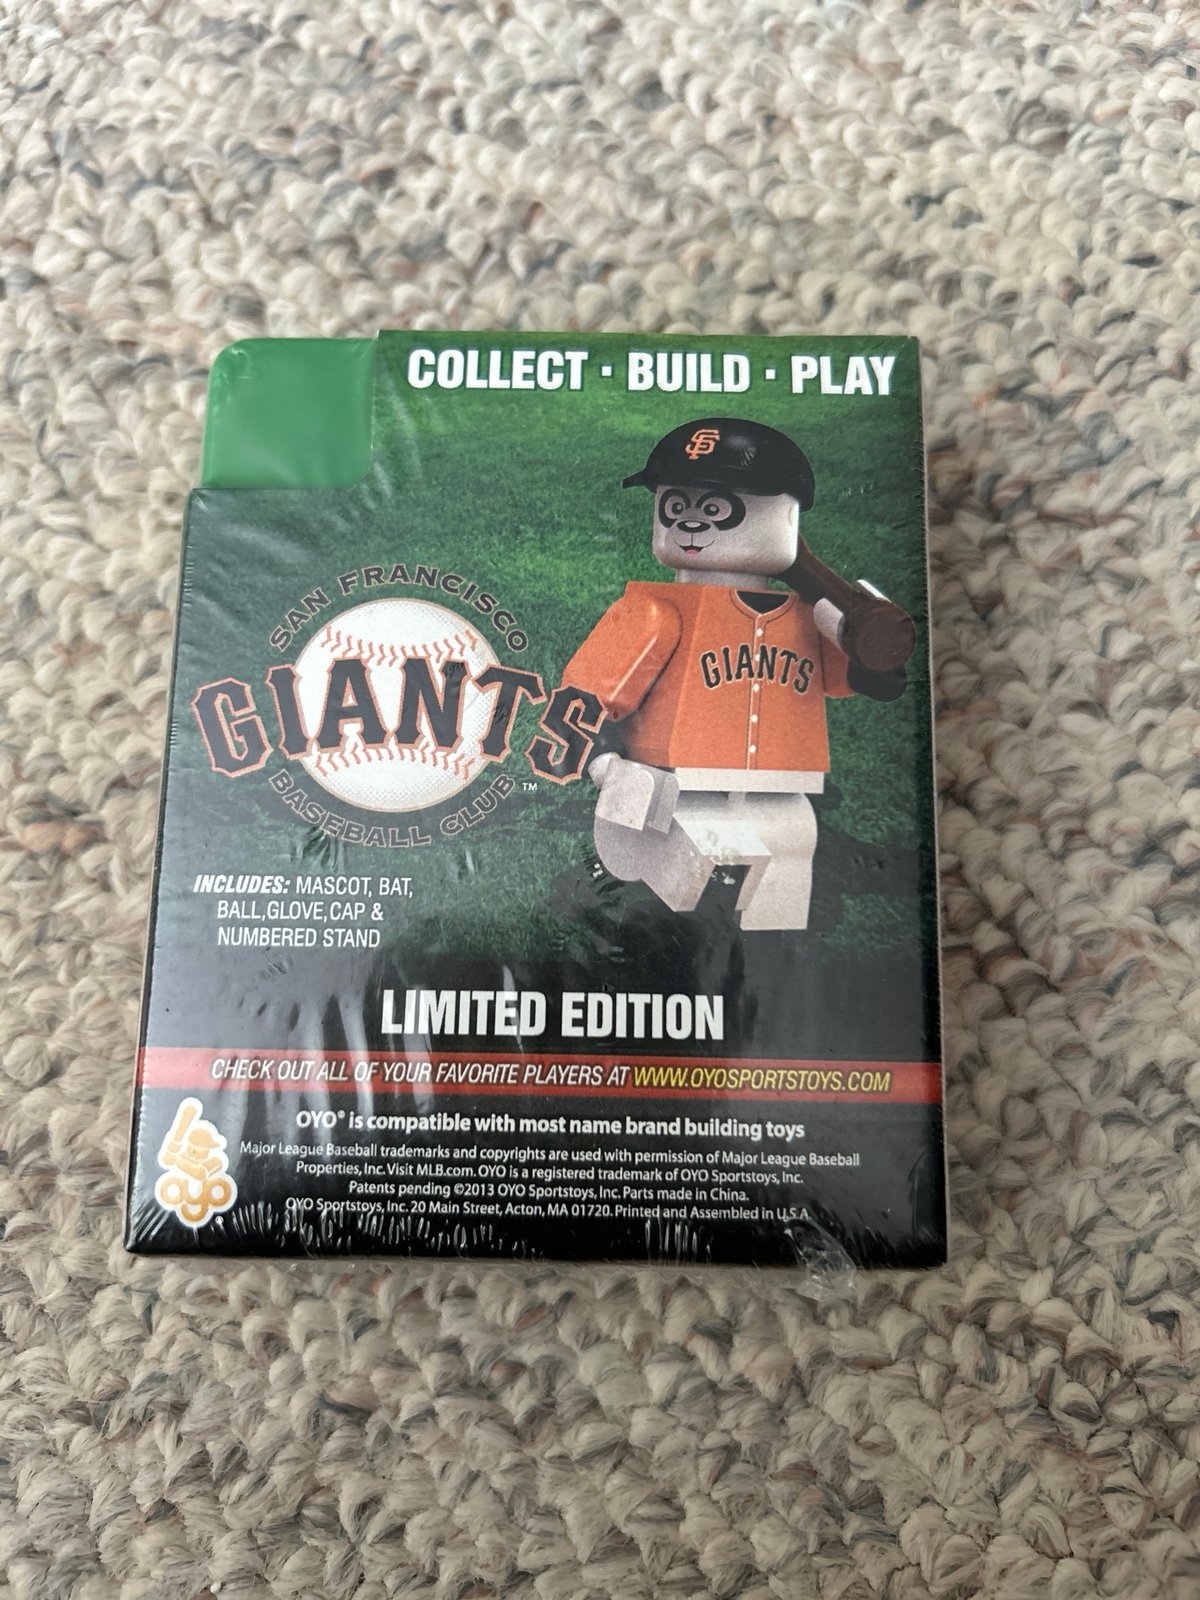 COLLECT · BUILD · PLAY
SF
GIANTS
SAN FRANCISCO
GIANTS
BASEBALL CLUB™
INCLUDES: MASCOT, BAT,
BALL,GLOVE,CAP &
NUMBERED STAND
LIMITED EDITION
CHECK OUT ALL OF YOUR FAVORITE PLAYERS AT WWW.OYOSPORTSTOYS.COM
OYO® is compatible with most name brand building toys
Major League Baseball trademarks and copyrights are used with permission of Major League Baseball
Properties, Inc. Visit MLB.com. OYO is a registered trademark of OYO Sportstoys, Inc.
Patents pending ©2013 OYO Sportstoys, Inc. Parts made in China.
OYO Sportstoys, Inc. 20 Main Street, Acton, MA 01720. Printed and Assembled in U.S.A.
oyo